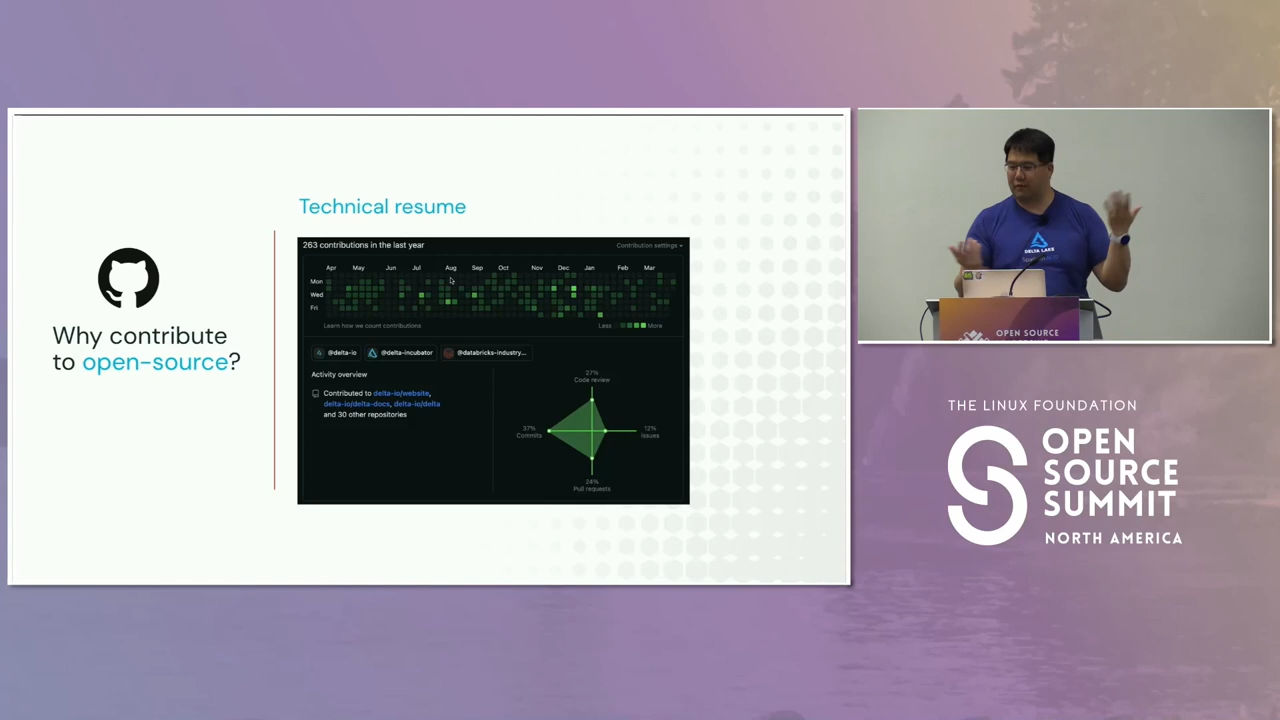 Why contribute
to open-source?
Technical resume
263 contributions in the last year
Contribution settings
Apr May Jun Jul Aug Sep Oct Nov Dec Jan Feb Mar
Mon
Wed
Fri
Learn how we count contributions
Less
More
@delta-io
@delta-incubator
@databricks-industry...
Activity overview
Contributed to delta-io/website,
delta-io/delta-docs, delta-io/delta
and 30 other repositories
27%
Code review
37%
Commits
12%
Issues
24%
Pull requests
DELTA LAKE
OPEN SOURCE
THE LINUX FOUNDATION
OPEN
SOURCE
SUMMIT
NORTH AMERICA